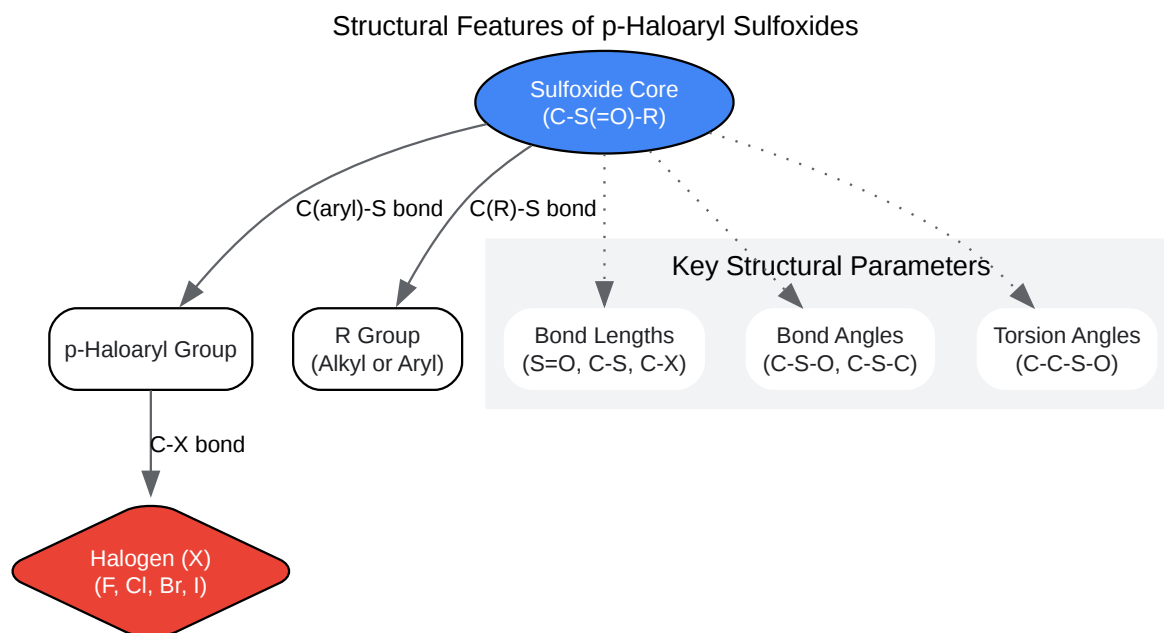 Structural Features of p-Haloaryl Sulfoxides
Sulfoxide Core
(C-S(=O)-R)
C(aryl)-S bond
C(R)-S bond
Key Structural Parameters
p-Haloaryl Group
R Group
(Alkyl or Aryl)
Bond Lengths
(S=O, C-S, C-X)
Bond Angles
(C-S-O, C-S-C)
Torsion Angles
(C-C-S-O)
C-X bond
Halogen (X)
(F, Cl, Br, I)